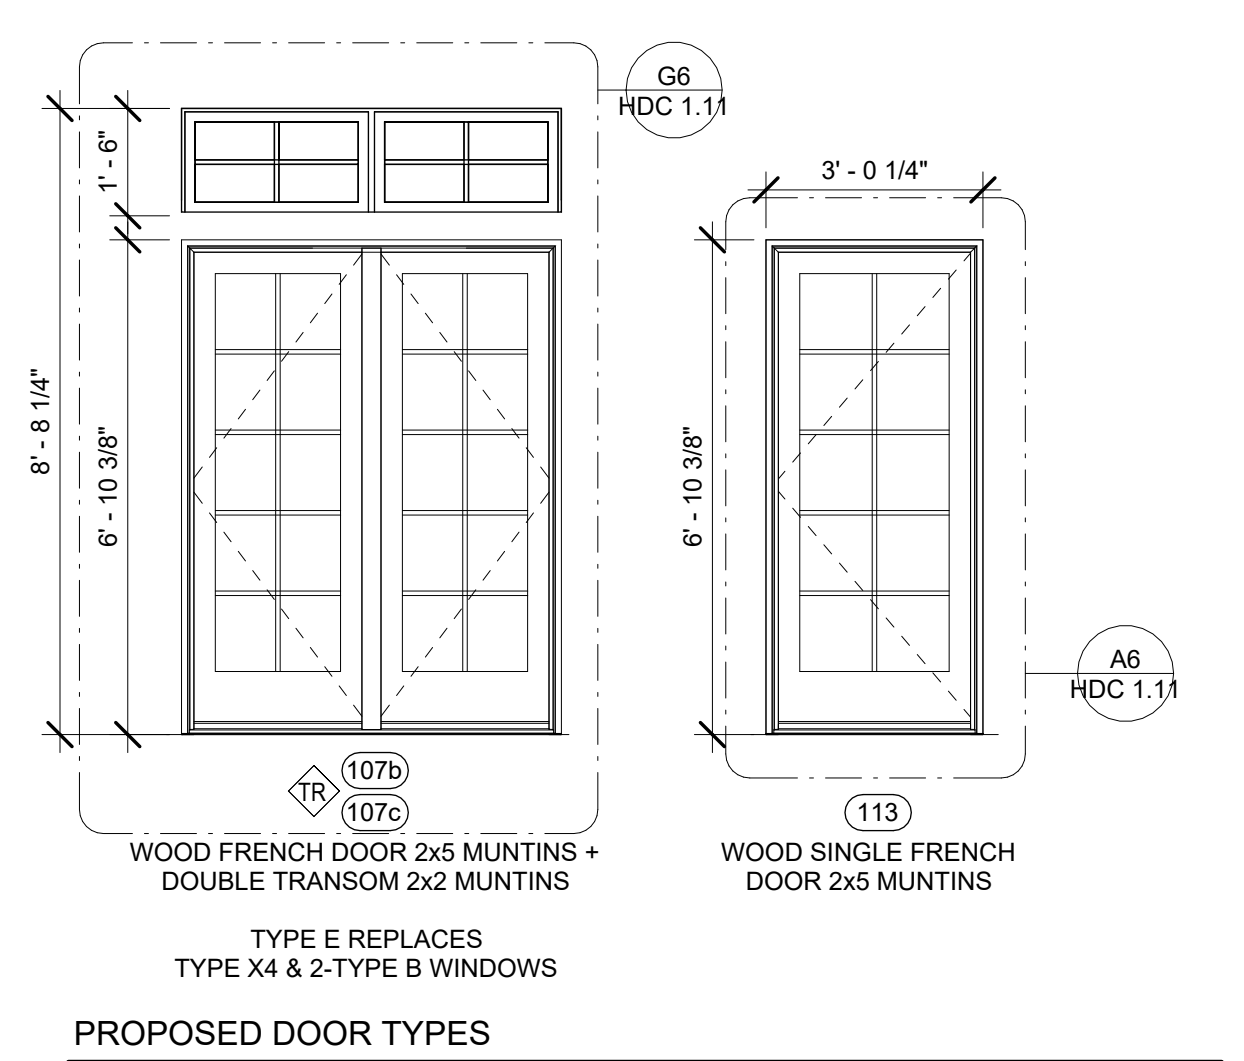 G6
HDC 1.11
1' - 6"
8' - 8 1/4"
6' - 10 3/8"
3' - 0 1/4"
6' - 10 3/8"
A6
HDC 1.11
TR
107b
107c
WOOD FRENCH DOOR 2x5 MUNTINS +
DOUBLE TRANSOM 2x2 MUNTINS
TYPE E REPLACES
TYPE X4 & 2-TYPE B WINDOWS
113
WOOD SINGLE FRENCH
DOOR 2x5 MUNTINS
PROPOSED DOOR TYPES